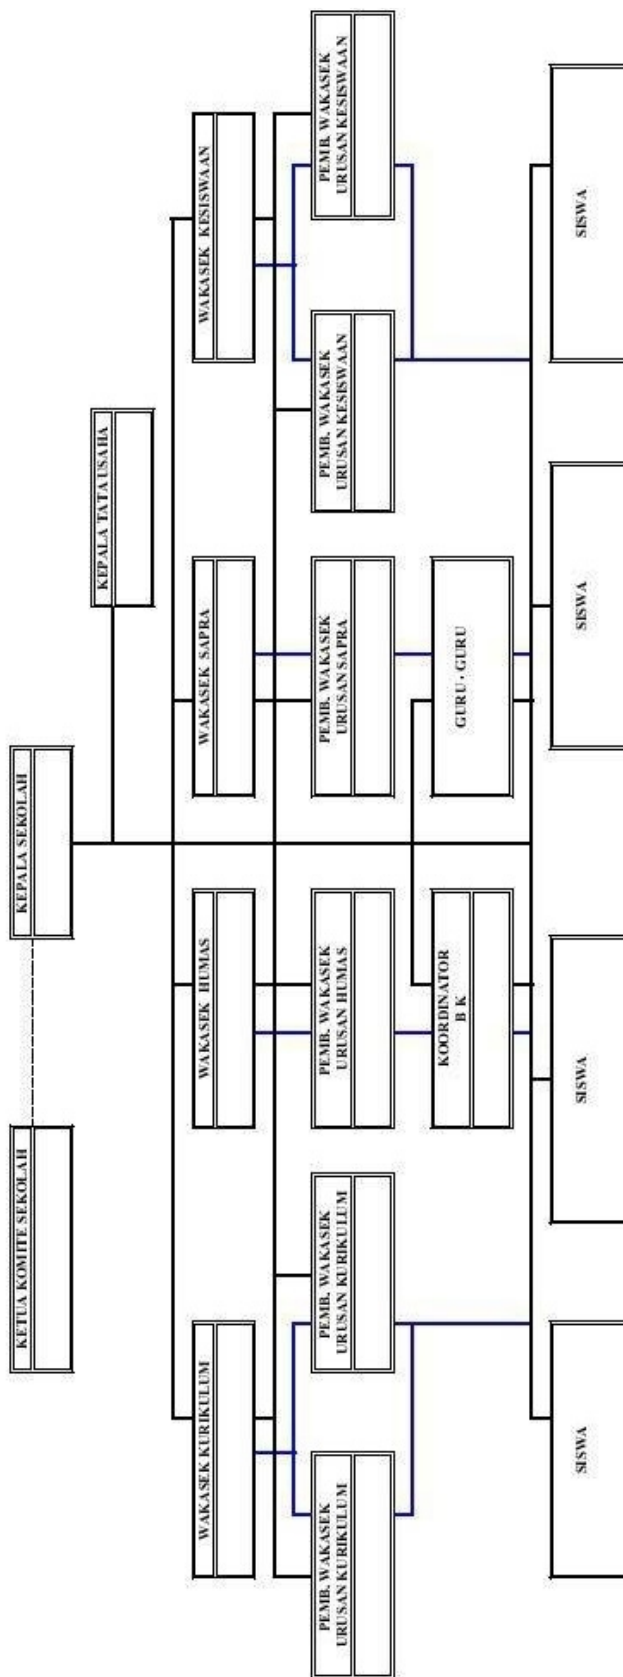 KETUA KOMITE SEKOLAH
KEPALA SEKOLAH
KEPALA TATA USAHA
WAKASEK KURIKULUM
WAKASEK HUMAS
WAKASEK SAPRA
WAKASEK KESISWAAN
PEMB. WAKASEK
URUSAN KURIKULUM
PEMB. WAKASEK
URUSAN KURIKULUM
PEMB. WAKASEK
URUSAN HUMAS
PEMB. WAKASEK
URUSAN SAPRA
PEMB. WAKASEK
URUSAN KESISWAAN
PEMB. WAKASEK
URUSAN KESISWAAN
KOORDINATOR
B K
GURU - GURU
SISWA
SISWA
SISWA
SISWA